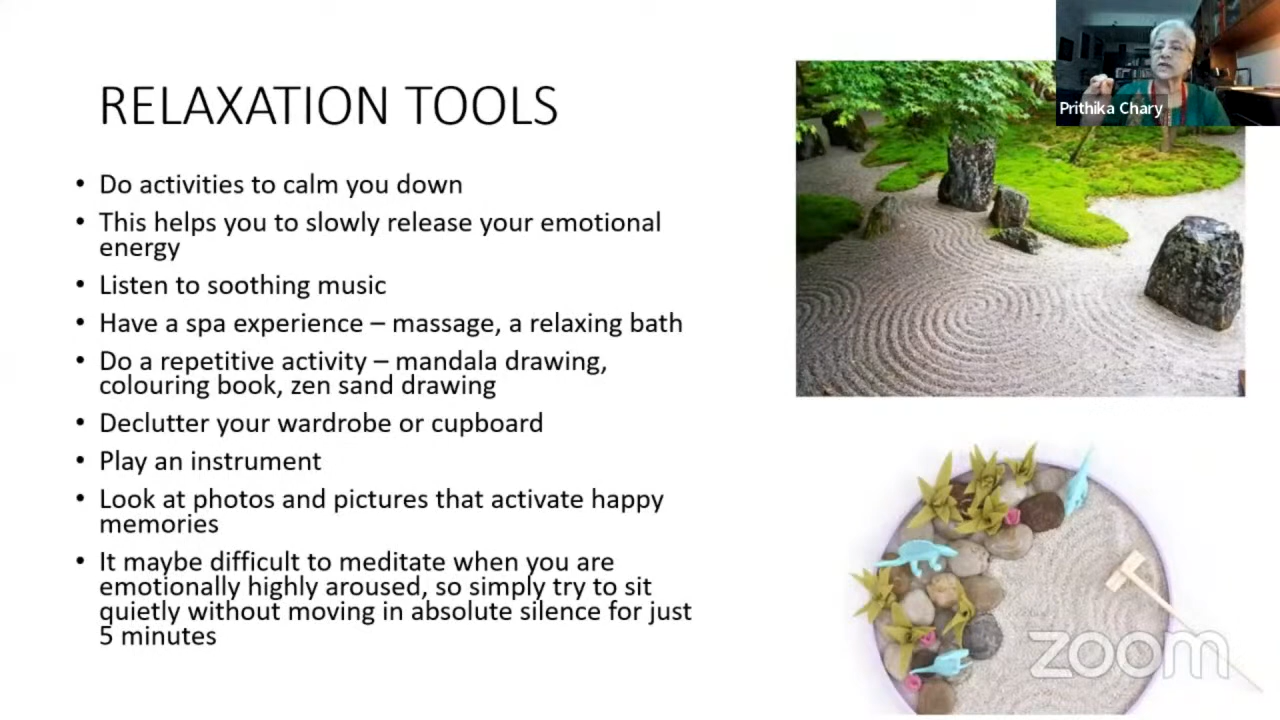 RELAXATION TOOLS
• Do activities to calm you down
• This helps you to slowly release your emotional
energy
• Listen to soothing music
• Have a spa experience – massage, a relaxing bath
• Do a repetitive activity – mandala drawing,
colouring book, zen sand drawing
• Declutter your wardrobe or cupboard
• Play an instrument
• Look at photos and pictures that activate happy
memories
• It maybe difficult to meditate when you are
emotionally highly aroused, so simply try to sit
quietly without moving in absolute silence for just
5 minutes
Prithika Chary
zoom